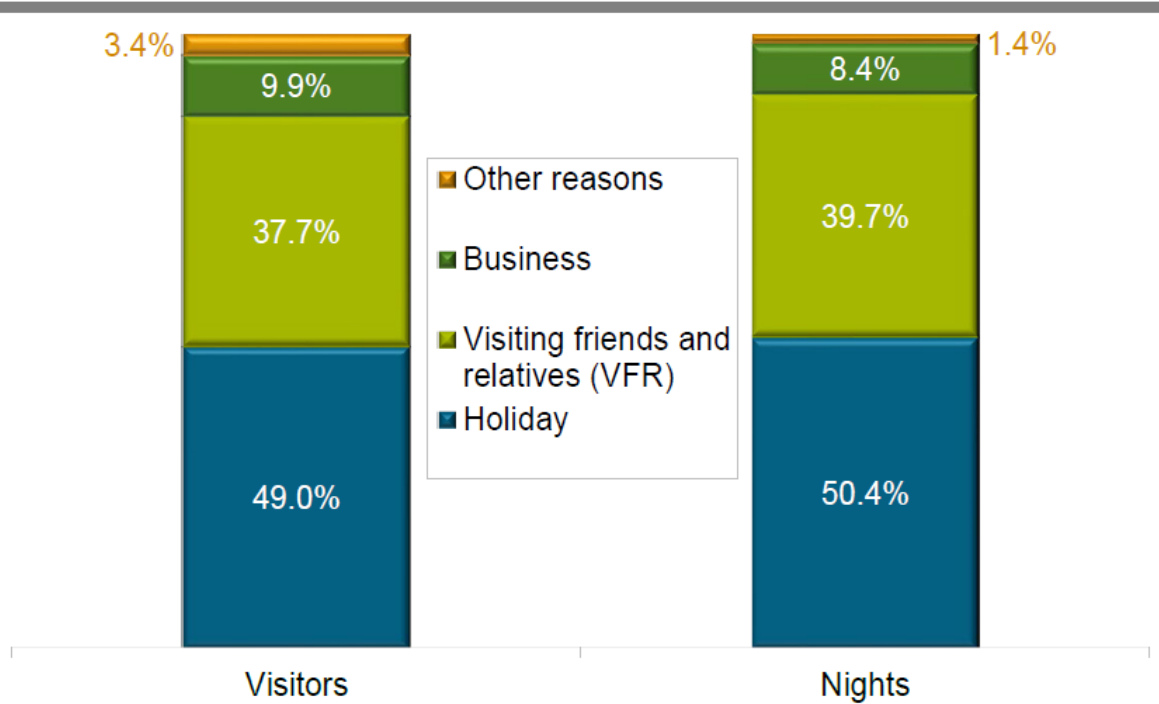 3.4%
1.4%
9.9%
8.4%
37.7%
39.7%
Other reasons
Business
Visiting friends and
relatives (VFR)
Holiday
49.0%
50.4%
Visitors
Nights